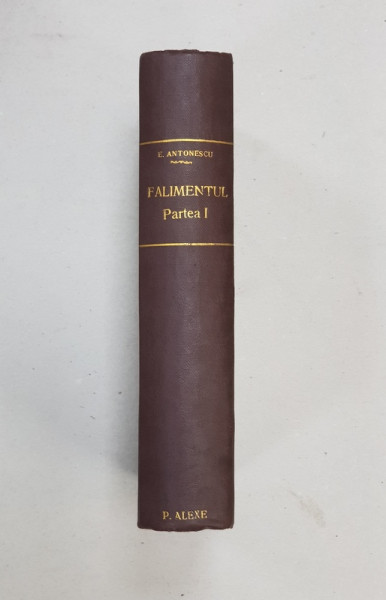 E. ANTONESCU
FALIMENTUL
Partea I
P. ALEXE